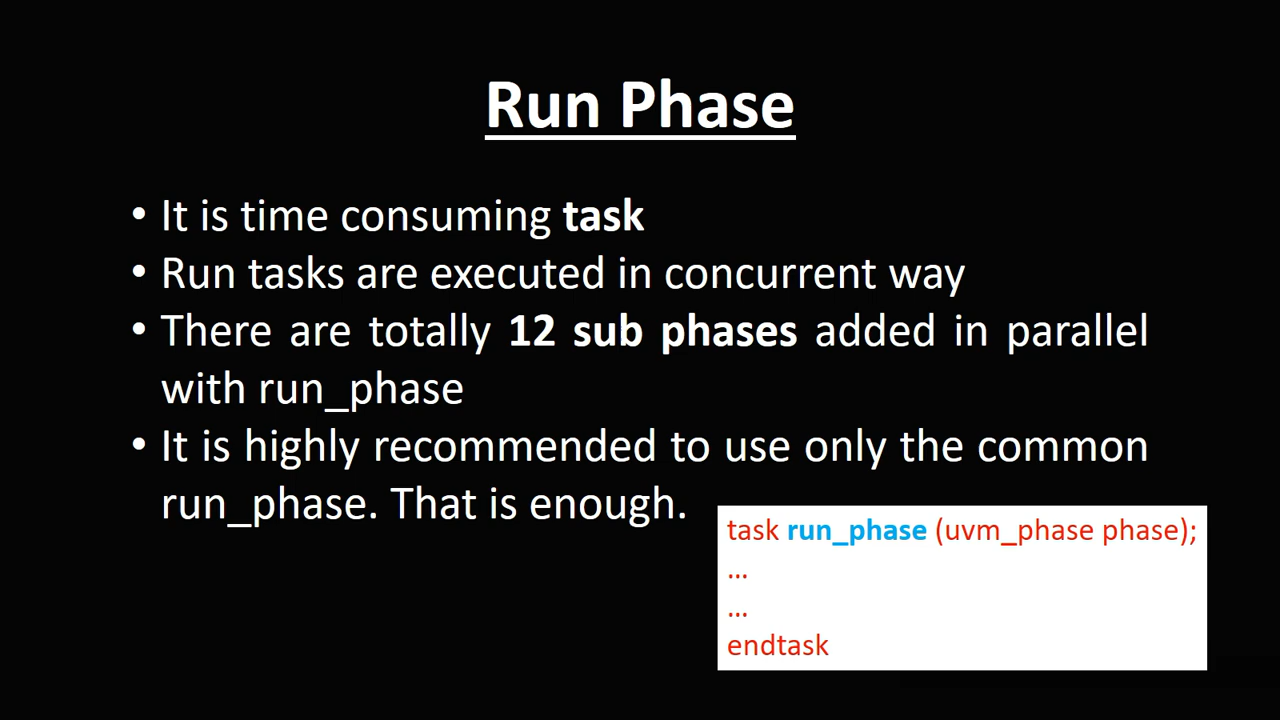 Run Phase
• It is time consuming task
• Run tasks are executed in concurrent way
• There are totally 12 sub phases added in parallel
with run_phase
• It is highly recommended to use only the common
run_phase. That is enough.
task run_phase (uvm_phase phase);
...
...
endtask